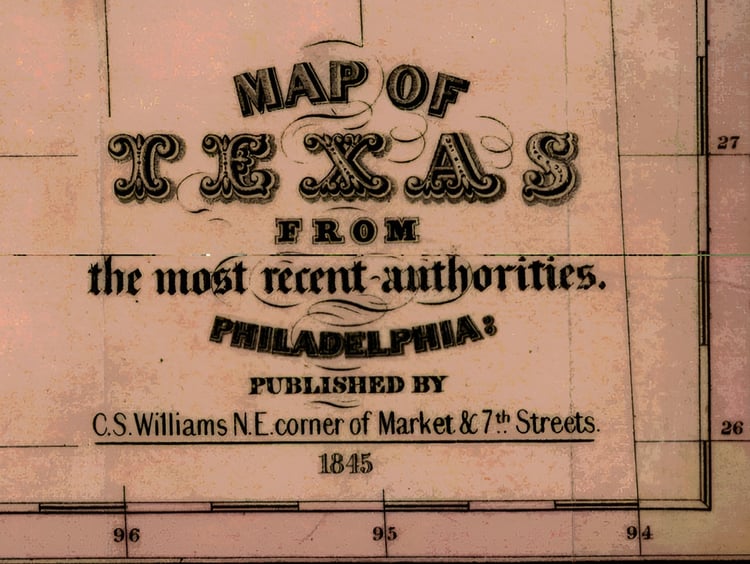 MAP OF
TEXAS
FROM
the most recent authorities.
PHILADELPHIA:
PUBLISHED BY
C.S.Williams N.E.corner of Market & 7th Streets.
1845
27
26
96 95 94